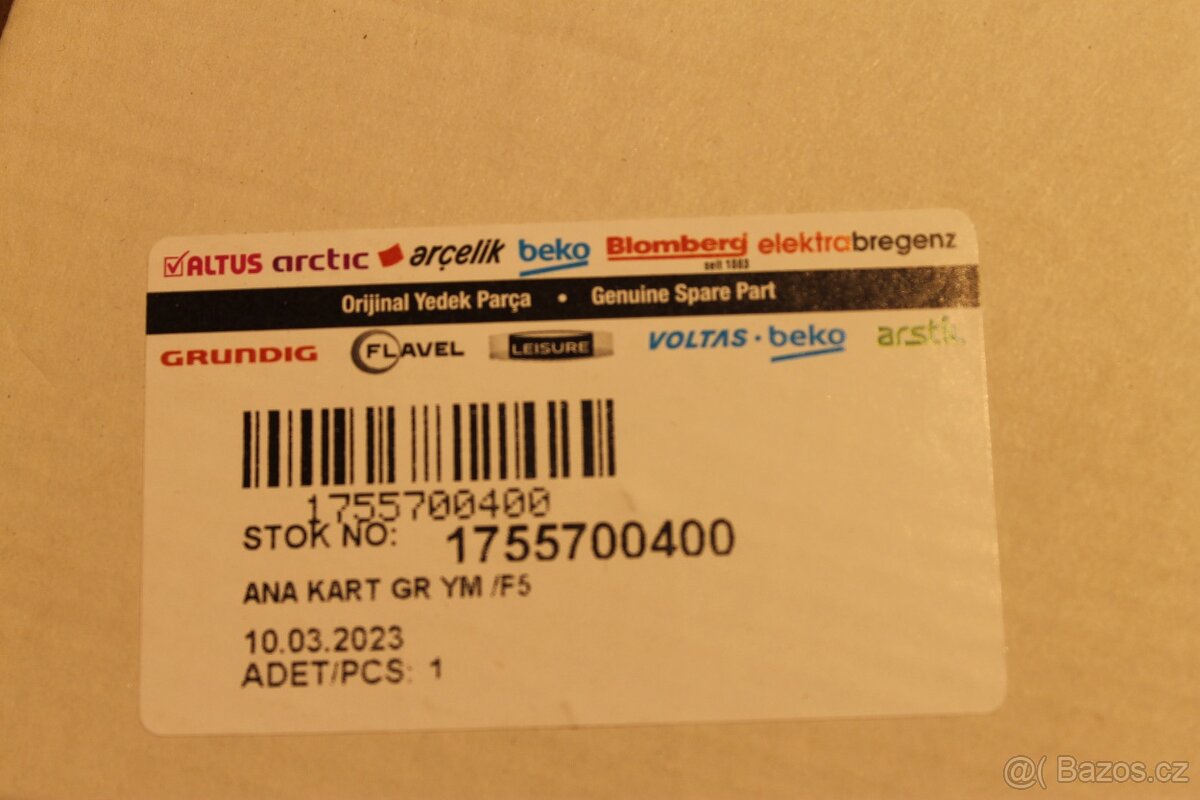 ALTUS arctic arçelik beko Blomberg elektrabregenz
seit 1883
Orijinal Yedek Parça • Genuine Spare Part
GRUNDIG FLAVEL LEISURE VOLTAS · beko arstil
1755700400
STOK NO: 1755700400
ANA KART GR YM /F5
10.03.2023
ADET/PCS: 1
@( Bazos.cz